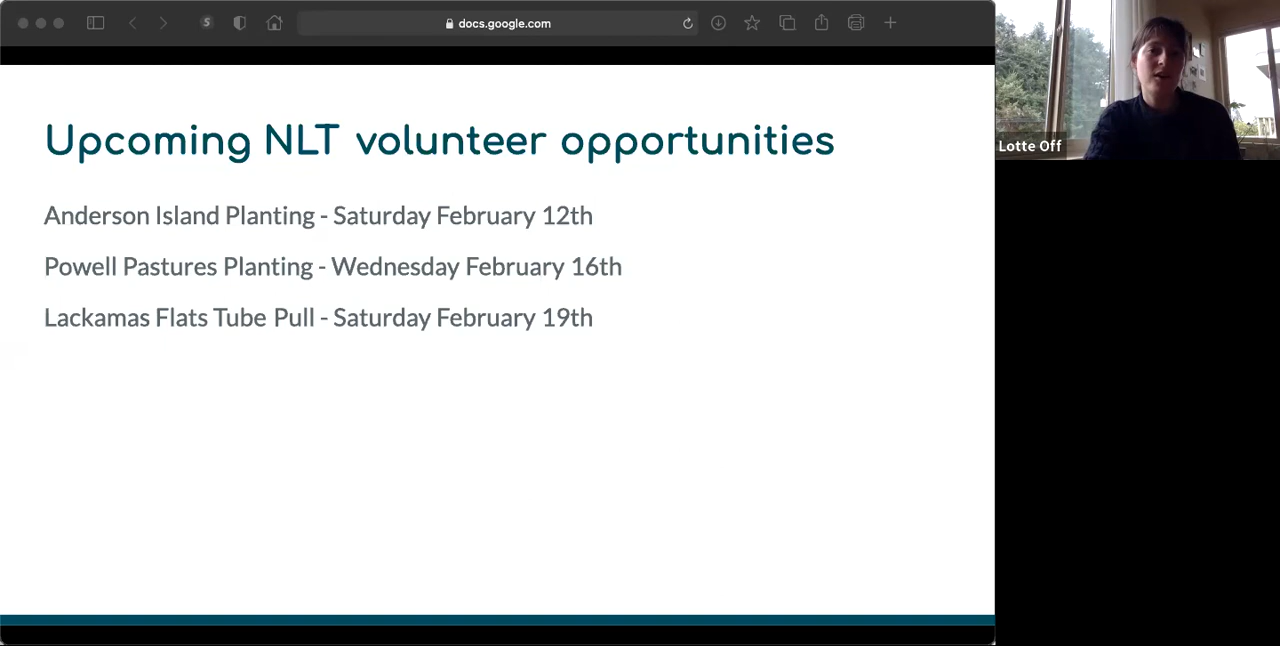 docs.google.com
Upcoming NLT volunteer opportunities
Anderson Island Planting - Saturday February 12th
Powell Pastures Planting - Wednesday February 16th
Lackamas Flats Tube Pull - Saturday February 19th
Lotte Off